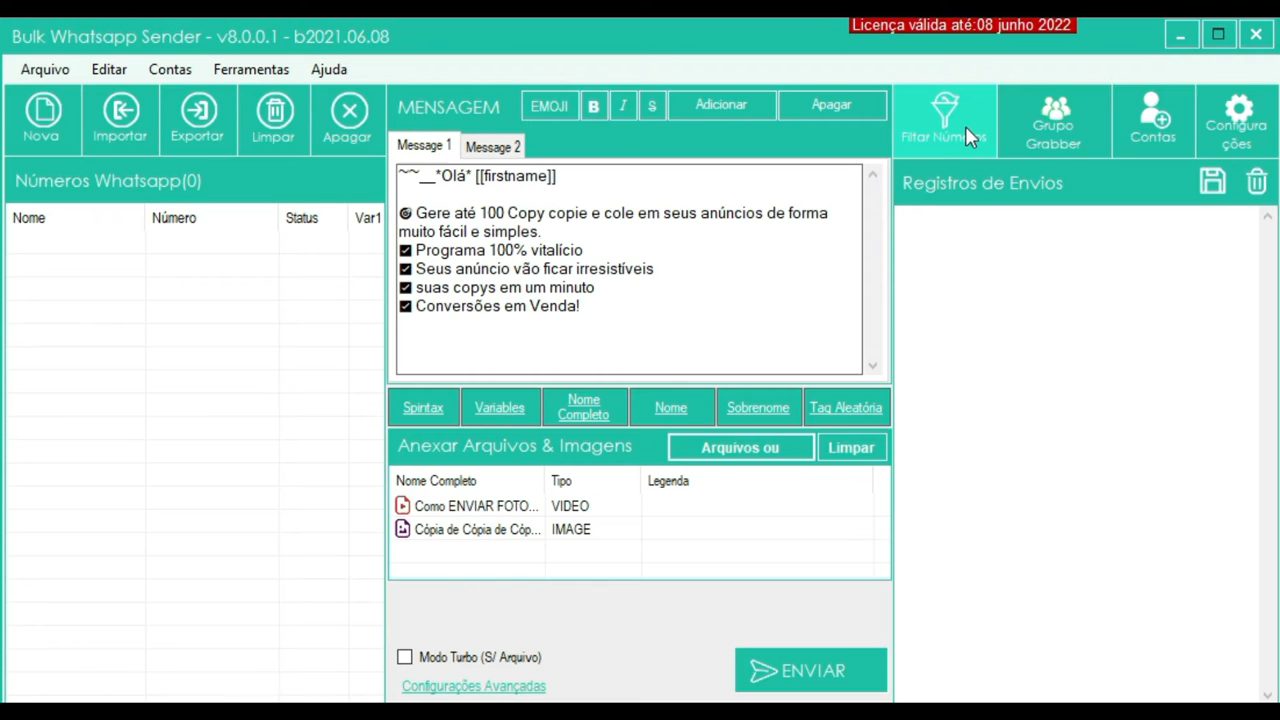 Licença válida até:08 junho 2022
Bulk Whatsapp Sender - v8.0.0.1 - b2021.06.08
Arquivo Editar Contas Ferramentas Ajuda
Nova Importar Exportar Limpar Apagar
MENSAGEM EMOJI B I S Adicionar Apagar
Filtar Grupo Grabber Contas Configura ções
Message 1 Message 2
Números Whatsapp(0)
Registros de Envios
Nome Número Status Var1
~~__*Olá* [[firstname]]
Gere até 100 Copy copie e cole em seus anúncios de forma
muito fácil e simples.
Programa 100% vitalício
Seus anúncio vão ficar irresistíveis
suas copys em um minuto
Conversões em Venda!
Spintax Variables Nome Completo Nome Sobrenome Tag Aleatória
Anexar Arquivos & Imagens Arquivos ou Limpar
Nome Completo Tipo Legenda
Como ENVIAR FOTO... VIDEO
Cópia de Cópia de Cóp... IMAGE
Modo Turbo (S/ Arquivo)
Configurações Avançadas
ENVIAR